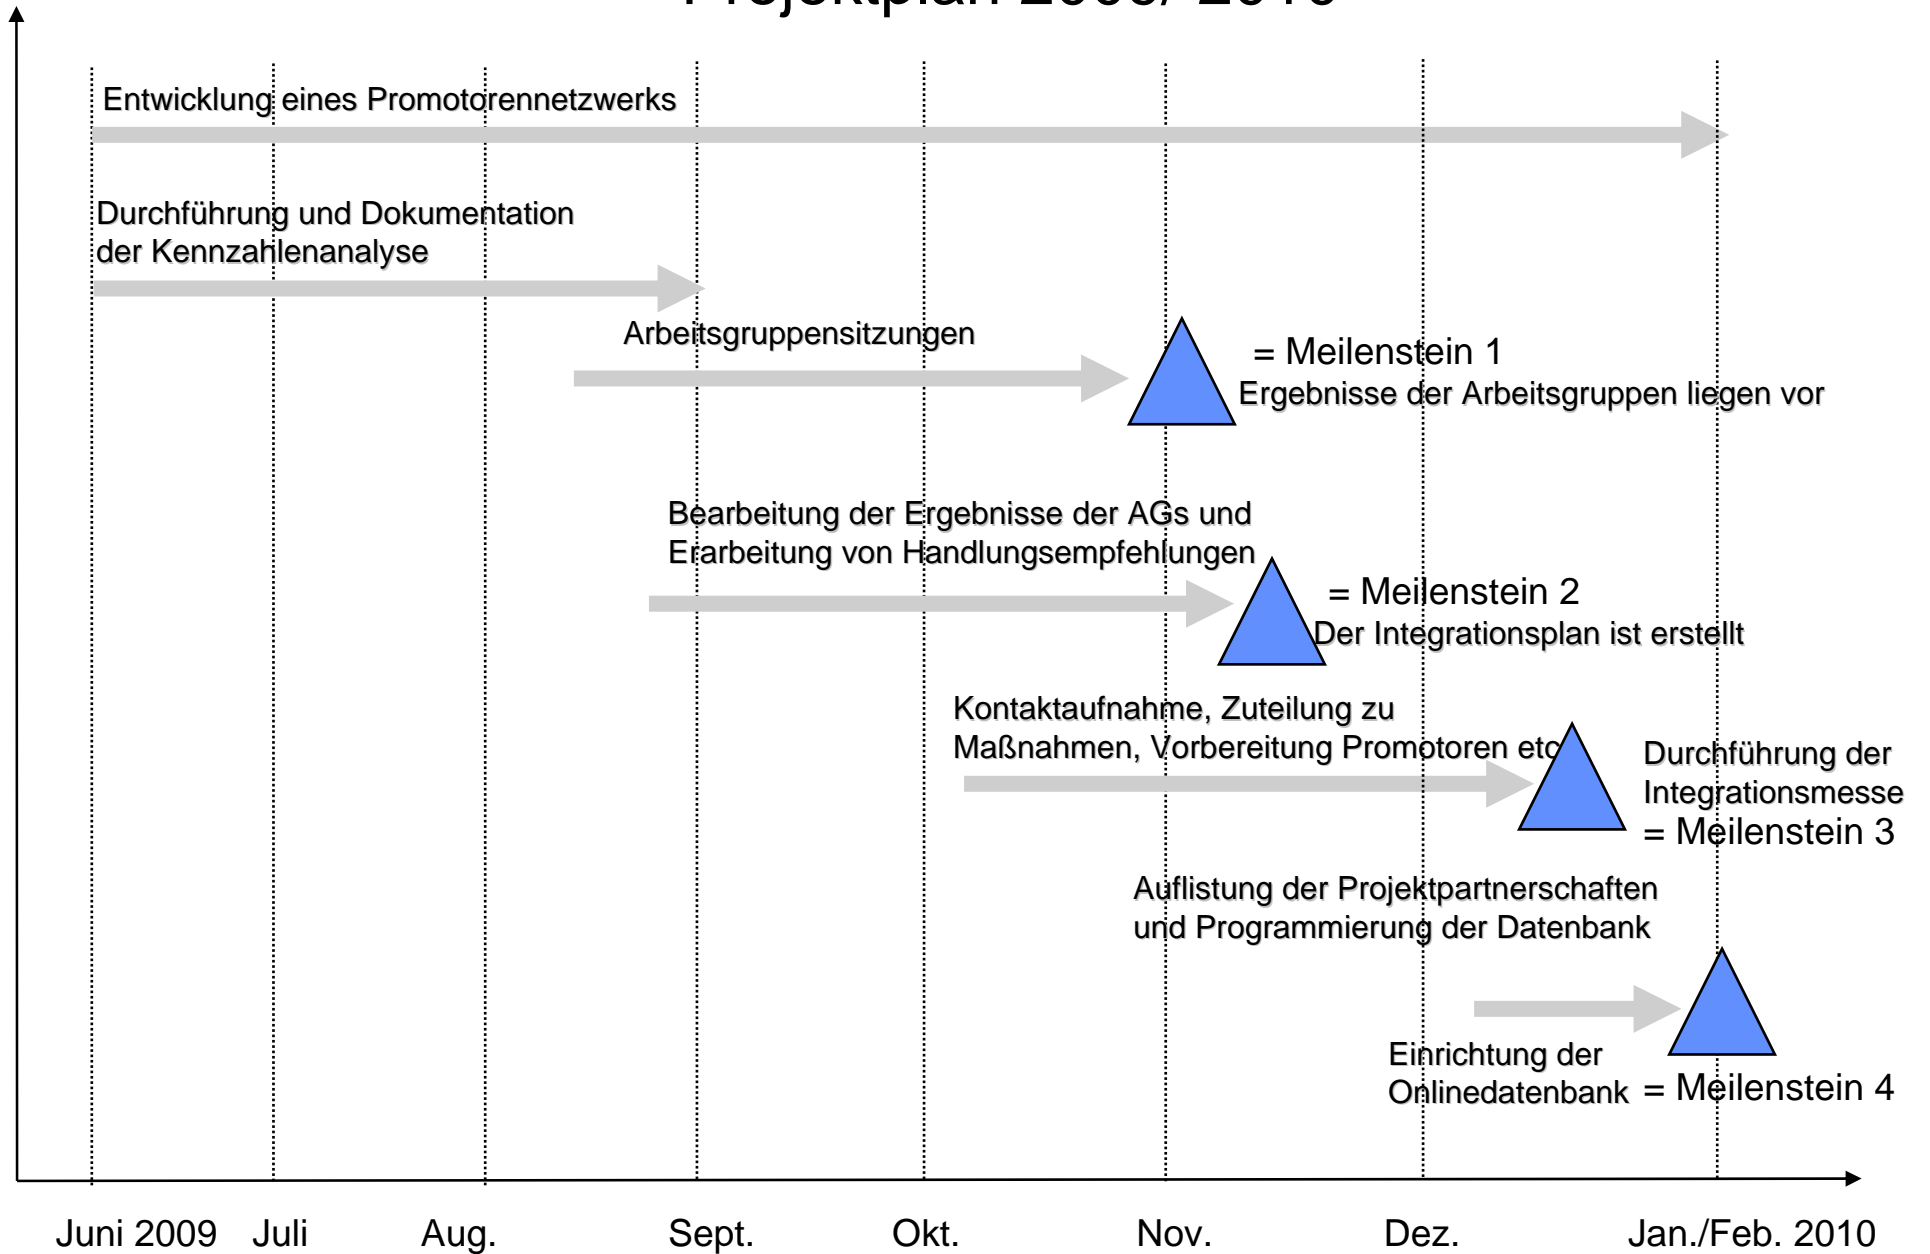 Projektplan 2009/ 2010
Entwicklung eines Promotorennetzwerks
Durchführung und Dokumentation
der Kennzahlenanalyse
Arbeitsgruppensitzungen
= Meilenstein 1
Ergebnisse der Arbeitsgruppen liegen vor
Bearbeitung der Ergebnisse der AGs und
Erarbeitung von Handlungsempfehlungen
= Meilenstein 2
Der Integrationsplan ist erstellt
Kontaktaufnahme, Zuteilung zu
Maßnahmen, Vorbereitung Promotoren etc
Durchführung der
Integrationsmesse
= Meilenstein 3
Auflistung der Projektpartnerschaften
und Programmierung der Datenbank
Einrichtung der
Onlinedatenbank
= Meilenstein 4
Juni 2009 Juli Aug. Sept. Okt. Nov. Dez. Jan./Feb. 2010